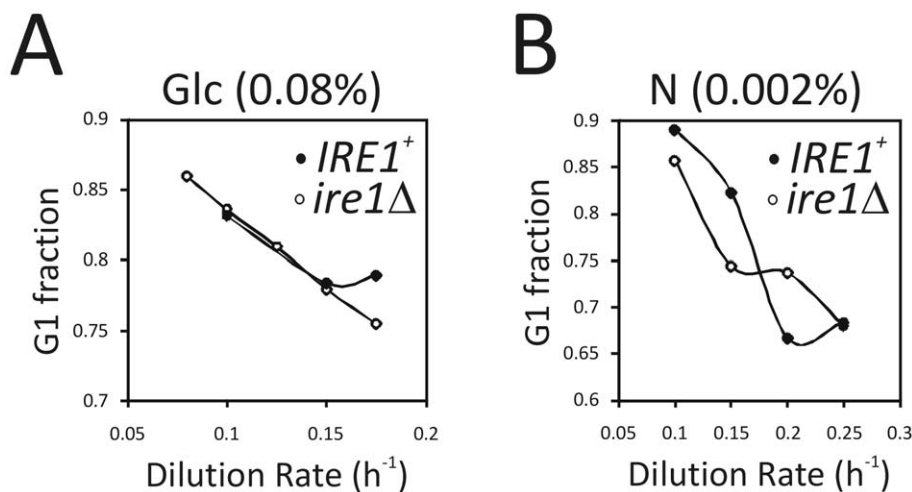 A
Glc (0.08%)
0.9
0.85
0.8
0.75
0.7
0.05
0.1
0.15
0.2
G1 fraction
Dilution Rate (h⁻¹)
IRE1⁺
ire1Δ
B
N (0.002%)
0.9
0.85
0.8
0.75
0.7
0.65
0.6
0.05
0.1
0.15
0.2
0.25
0.3
G1 fraction
Dilution Rate (h⁻¹)
IRE1⁺
ire1Δ